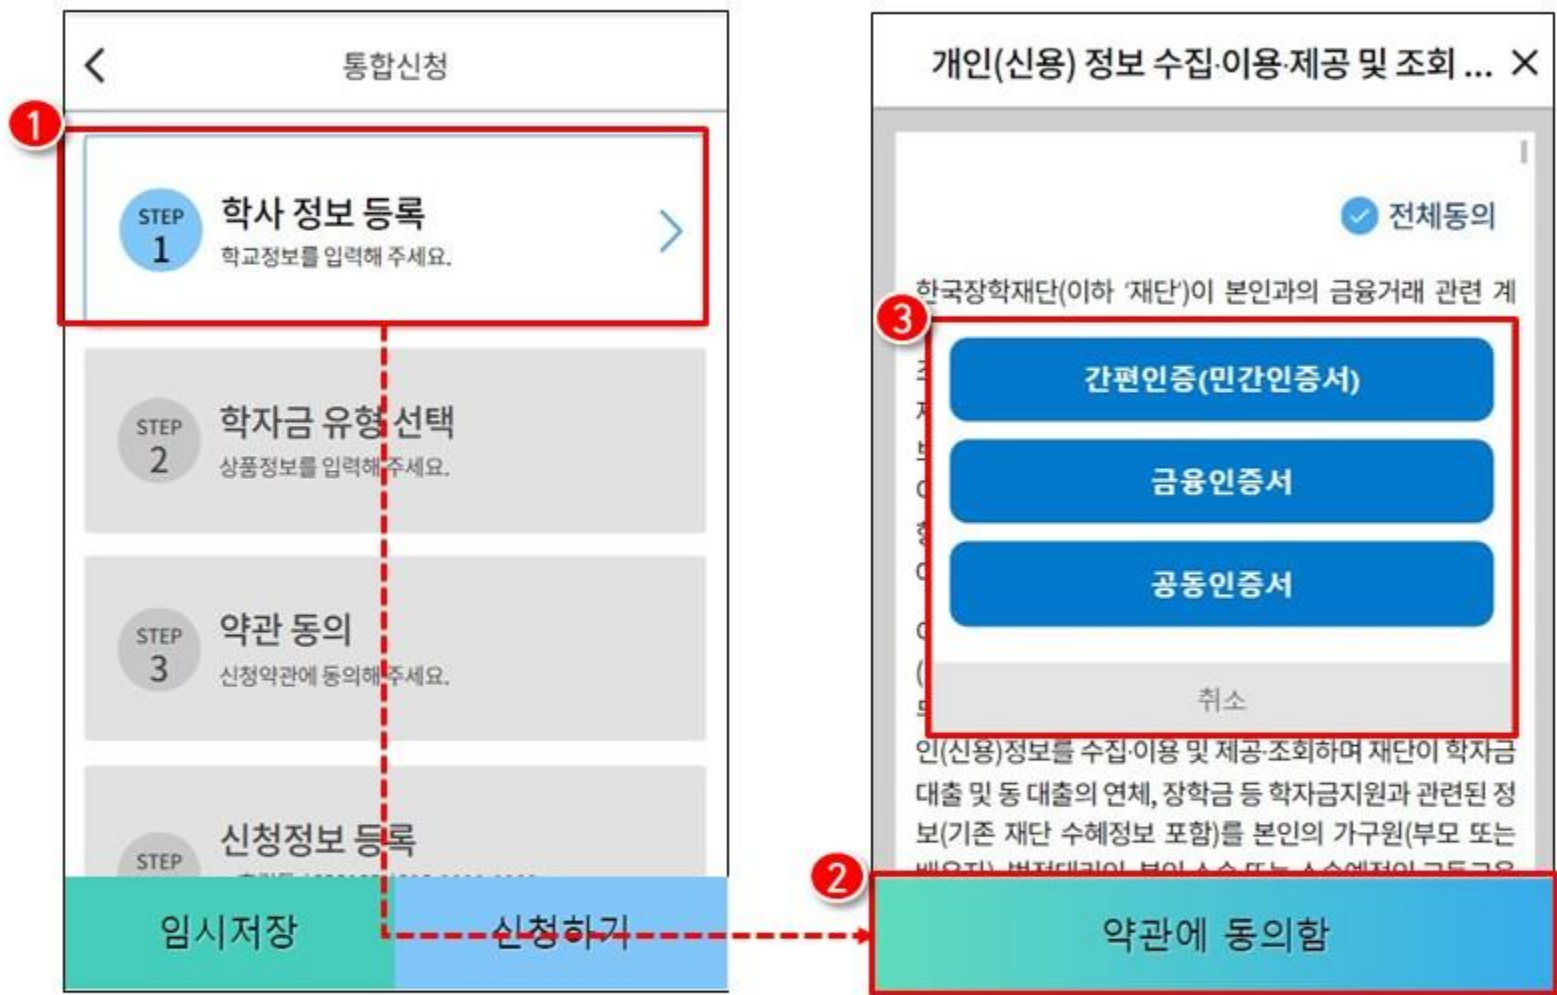 통합신청
1
STEP
1
학사 정보 등록
학교정보를 입력해 주세요.
STEP
2
학자금 유형 선택
상품정보를 입력해 주세요.
STEP
3
약관 동의
신청약관에 동의해 주세요.
STEP
신청정보 등록
임시저장
신청하기
개인(신용) 정보 수집·이용·제공 및 조회 ...
전체동의
한국장학재단(이하 '재단')이 본인과의 금융거래 관련 계
3
간편인증(민간인증서)
금융인증서
공동인증서
취소
인(신용)정보를 수집·이용 및 제공·조회하며 재단이 학자금
대출 및 동 대출의 연체, 장학금 등 학자금지원과 관련된 정
보(기존 재단 수혜정보 포함)를 본인의 가구원(부모 또는
2
약관에 동의함